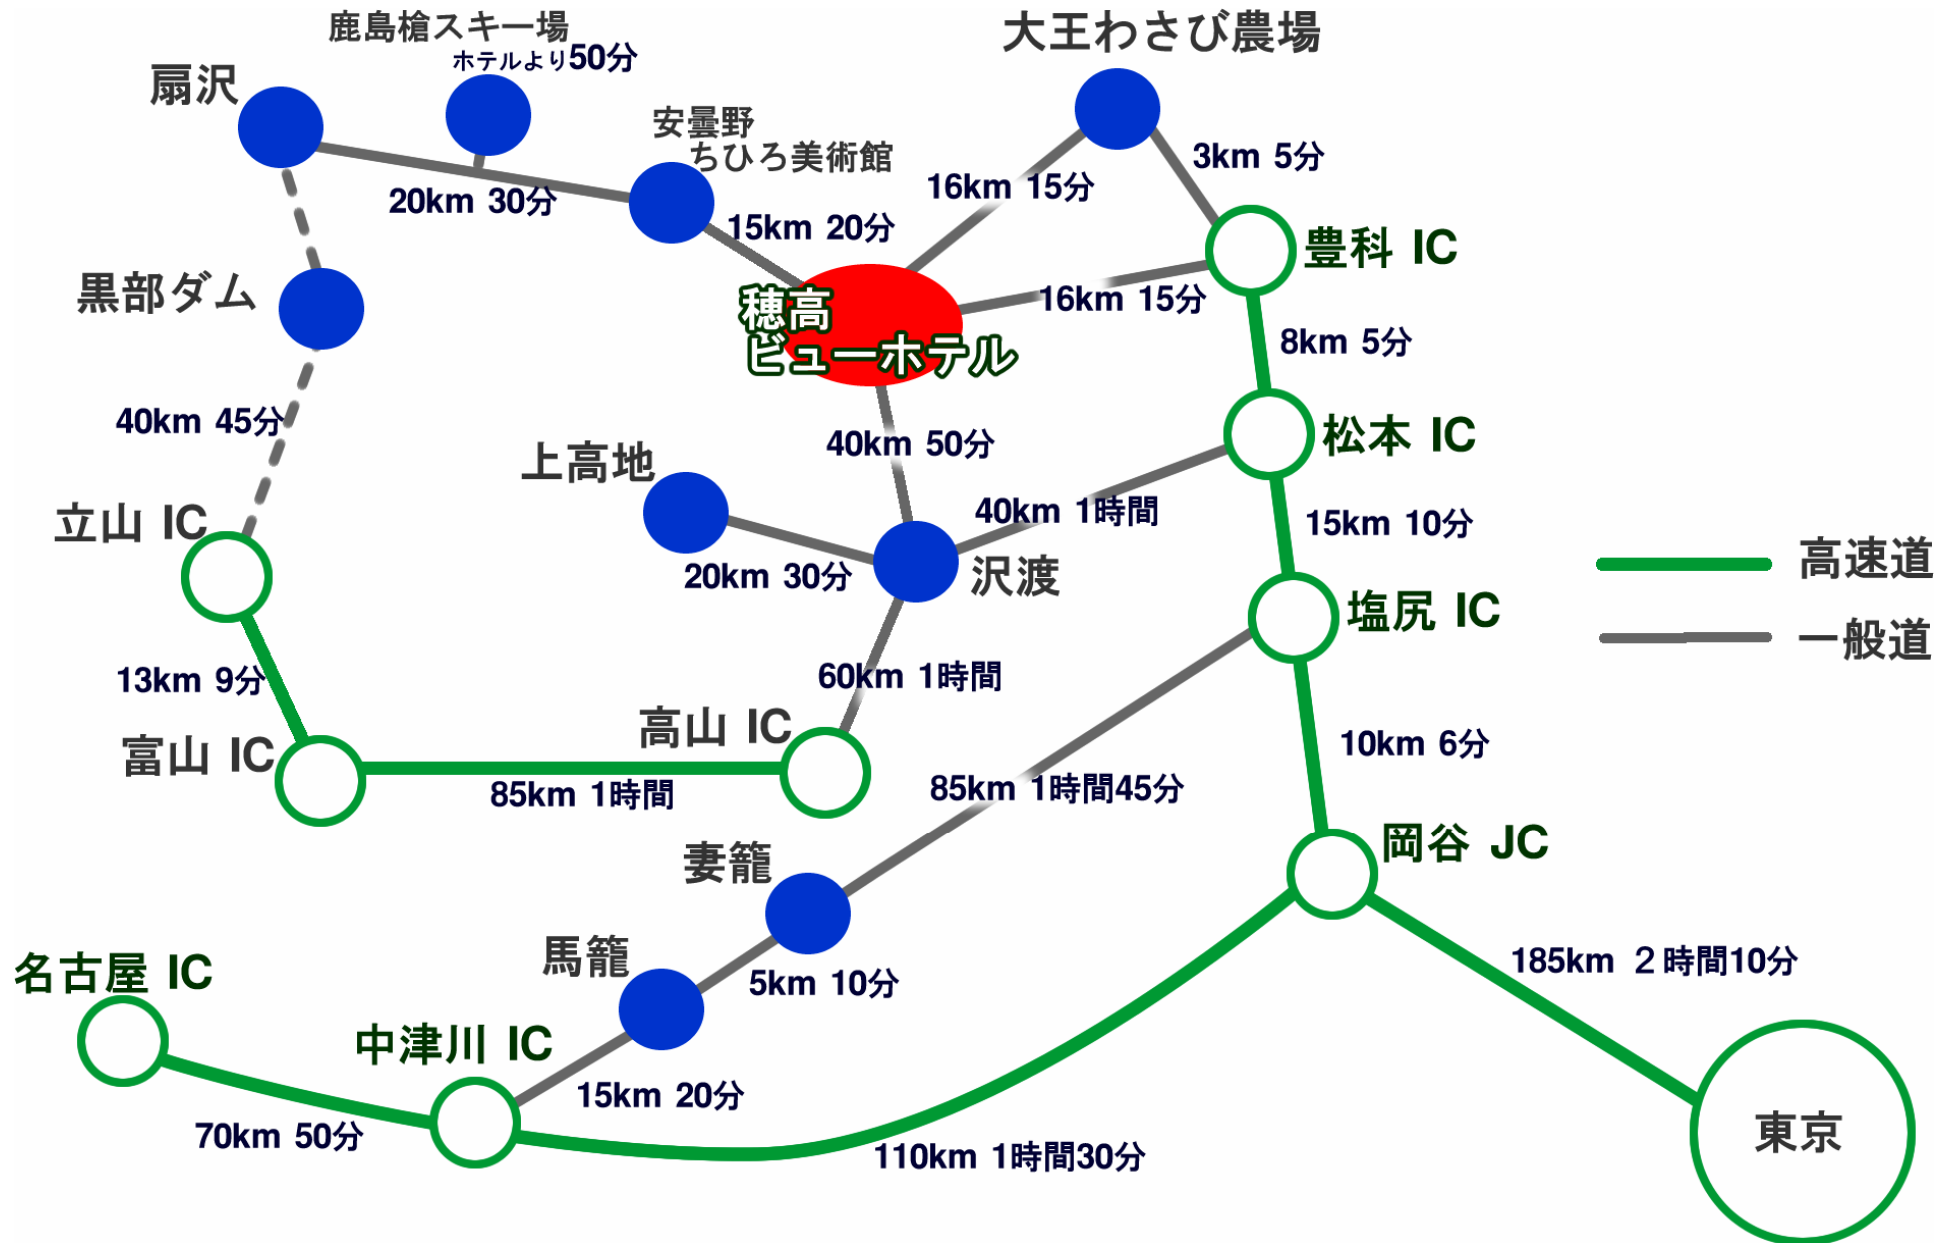 鹿島槍スキー場
ホテルより50分
大王わさび農場
扇沢
安曇野
ちひろ美術館
3km 5分
16km 15分
20km 30分
15km 20分
豊科 IC
黒部ダム
穂高
ビューホテル
16km 15分
8km 5分
40km 45分
松本 IC
上高地
40km 50分
40km 1時間
15km 10分
立山 IC
高速道
20km 30分
沢渡
塩尻 IC
一般道
13km 9分
60km 1時間
富山 IC
高山 IC
10km 6分
85km 1時間
85km 1時間45分
妻籠
岡谷 JC
馬籠
名古屋 IC
5km 10分
185km ２時間10分
中津川 IC
15km 20分
70km 50分
110km 1時間30分
東京